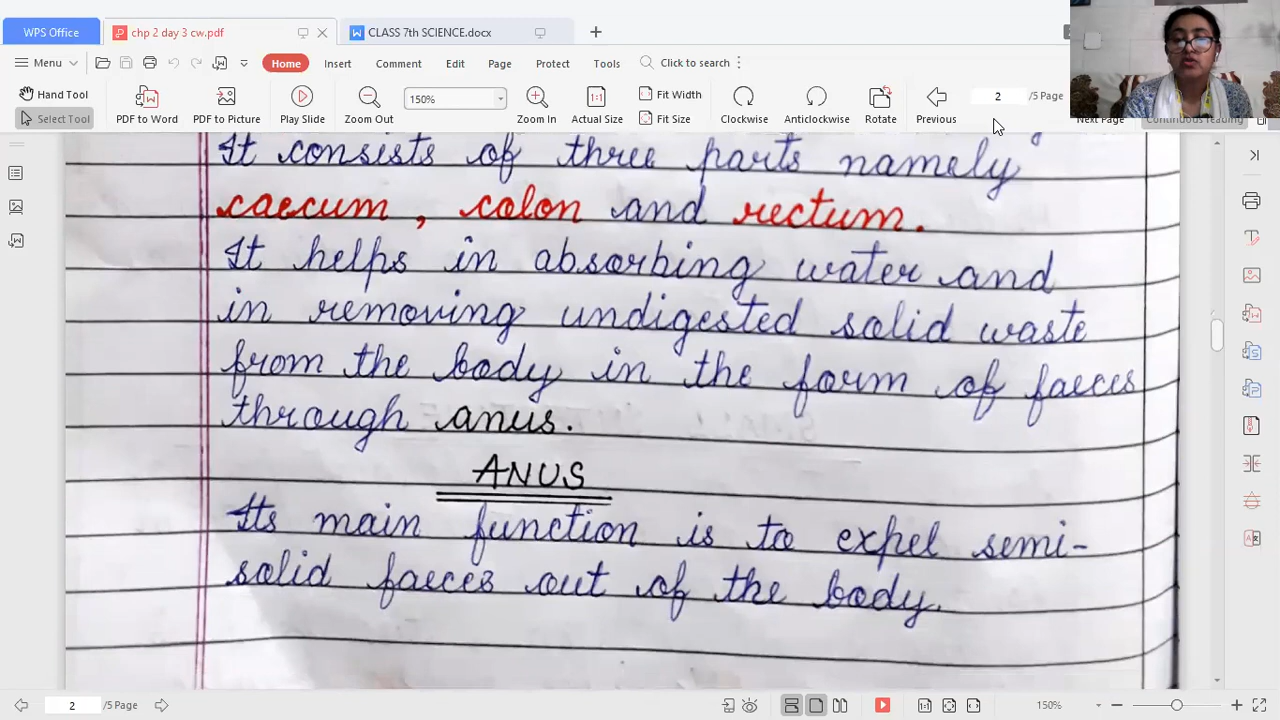 WPS Office
chp 2 day 3 cw.pdf
CLASS 7th SCIENCE.docx
Menu
Home Insert Comment Edit Page Protect Tools Click to search
Hand Tool
Select Tool
PDF to Word PDF to Picture Play Slide Zoom Out
150%
Zoom In Actual Size
Fit Width
Fit Size
Clockwise Anticlockwise Rotate Previous
2 /5 Page
Next Page
Continuous reading
It consists of three parts namely
caecum, colon and rectum.
It helps in absorbing water and
in removing undigested solid waste
from the body in the form of faeces
through anus.
ANUS
Its main function is to expel semi-
solid faeces out of the body.
2 /5 Page
150%